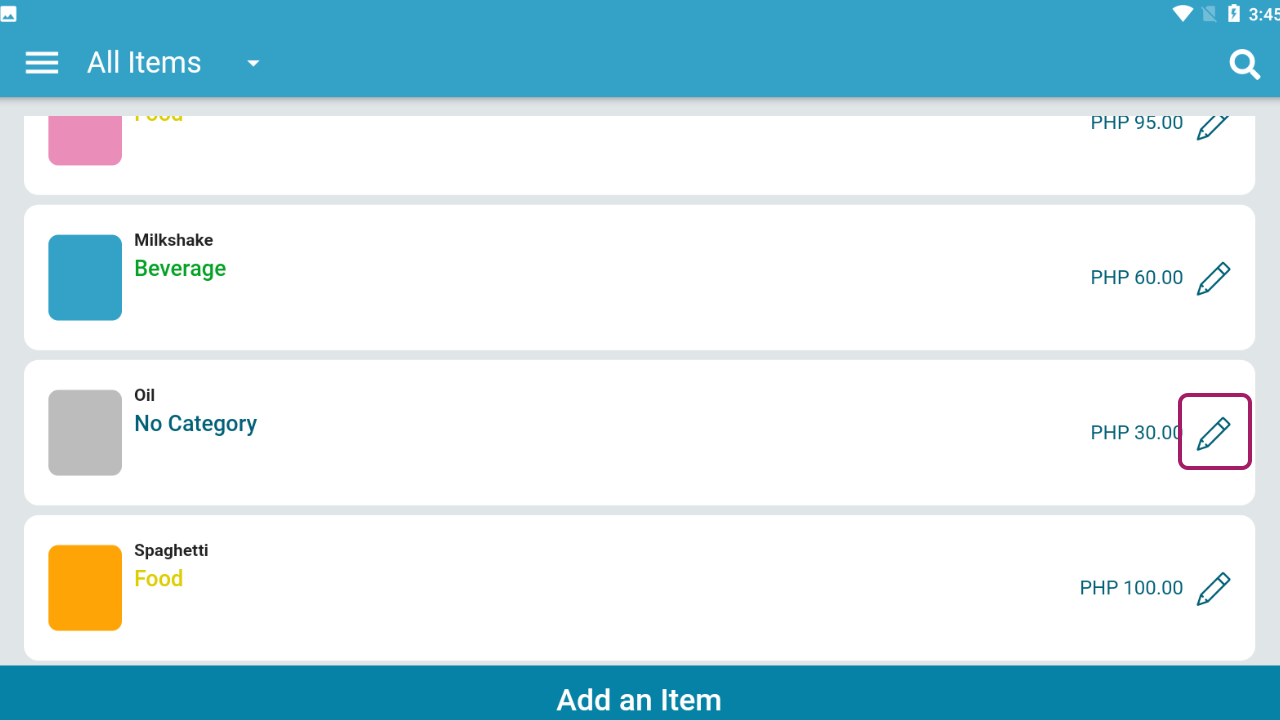 3:45
All Items
Food
PHP 95.00
Milkshake
Beverage
PHP 60.00
Oil
No Category
PHP 30.00
Spaghetti
Food
PHP 100.00
Add an Item